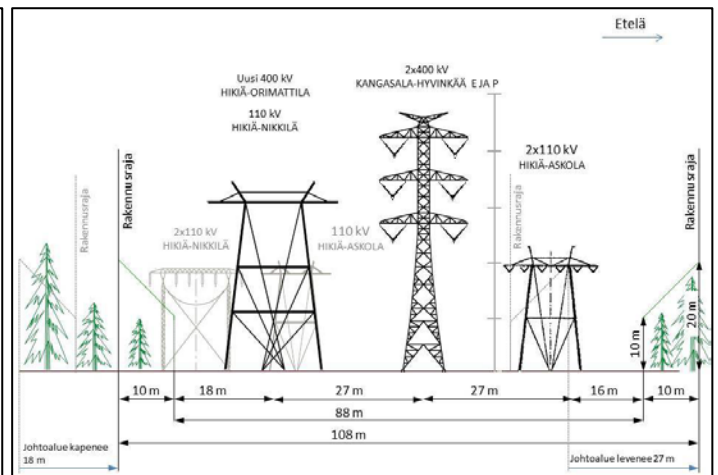 Etelä
Uusi 400 kV
HIKIÄ-ORIMATTILA
110 kV
HIKIÄ-NIKKILÄ
2x400 kV
KANGASALA-HYVINKÄÄ E JA P
2x110 kV
HIKIÄ-ASKOLA
Rakennusraja
Rakennusraja
2x110 kV
HIKIÄ-NIKKILÄ
110 kV
HIKIÄ-ASKOLA
Rakennusraja
Rakennusraja
10 m
20 m
10 m
18 m
27 m
27 m
16 m
10 m
88 m
108 m
Johtoalue kapenee
18 m
Johtoalue levenee 27 m